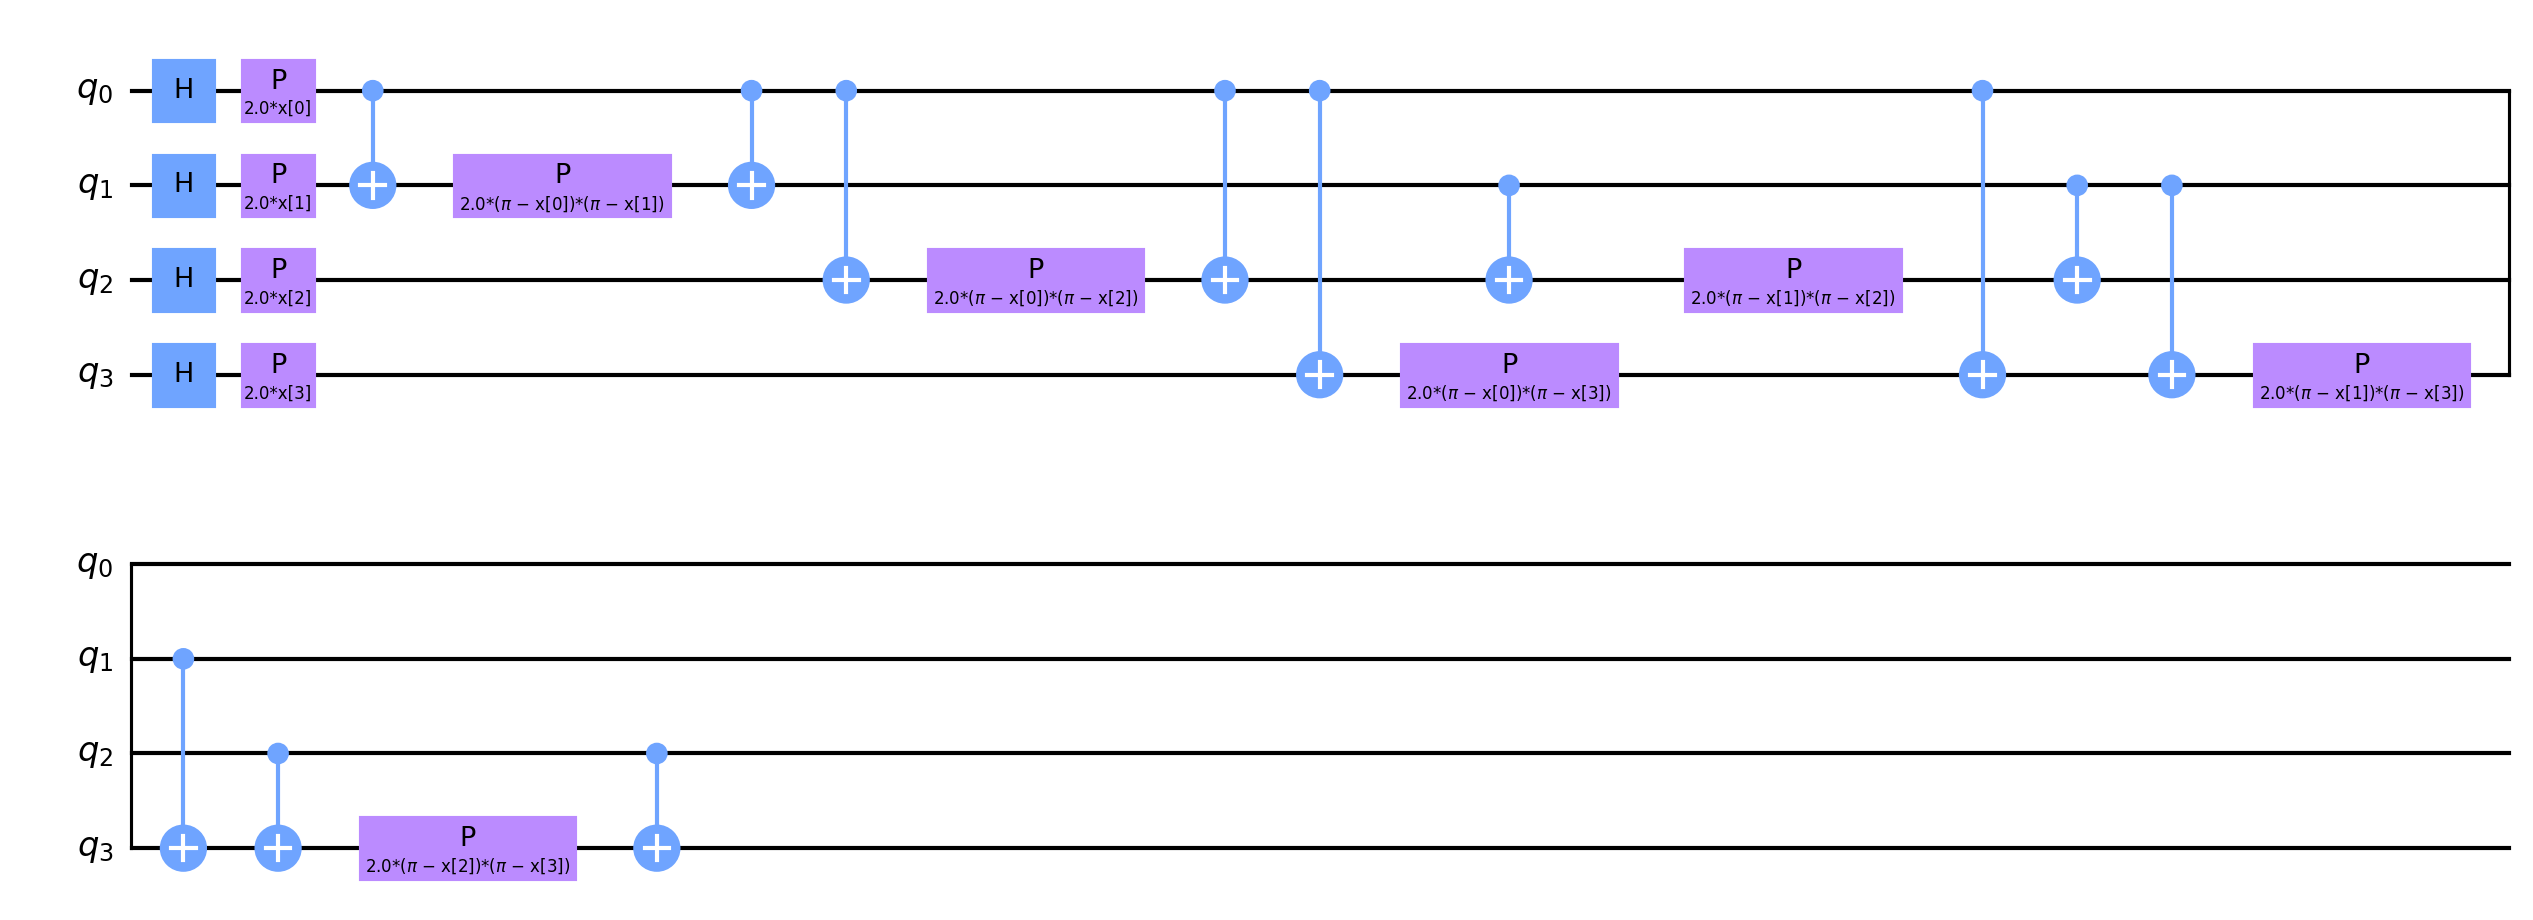 q0 H P
2.0*x[0]
q1 H P P
2.0*x[1] 2.0*(π − x[0])*(π − x[1])
q2 H P P P
2.0*x[2] 2.0*(π − x[0])*(π − x[2]) 2.0*(π − x[1])*(π − x[2])
q3 H P P P
2.0*x[3] 2.0*(π − x[0])*(π − x[3]) 2.0*(π − x[1])*(π − x[3])
q0
q1
q2
q3 P
2.0*(π − x[2])*(π − x[3])